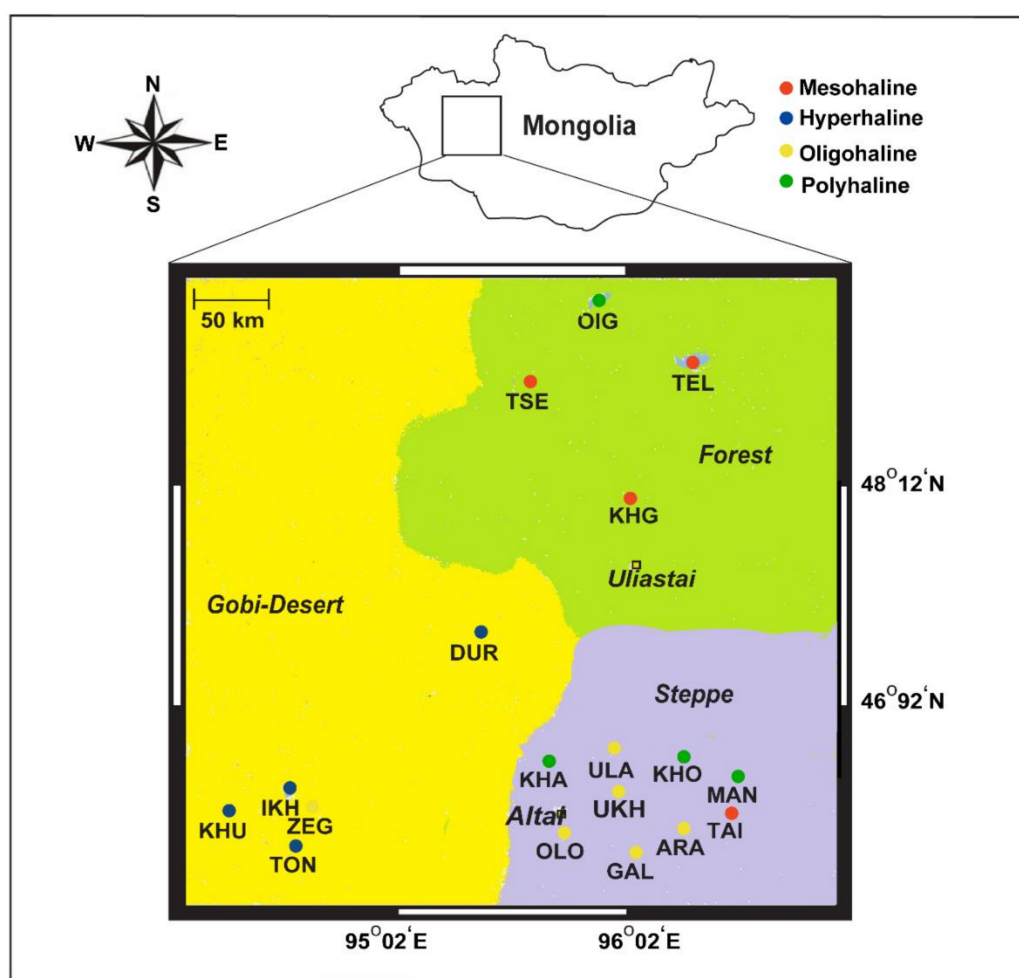 N
W
E
S
Mongolia
Mesohaline
Hyperhaline
Oligohaline
Polyhaline
50 km
OIG
TEL
TSE
Forest
48°12'N
KHG
Uliastai
Gobi-Desert
DUR
Steppe
46°92'N
KHA
ULA
KHO
MAN
IKH
ZEG
KHU
TON
Altai
UKH
TAI
OLO
ARA
GAL
95°02'E
96°02'E